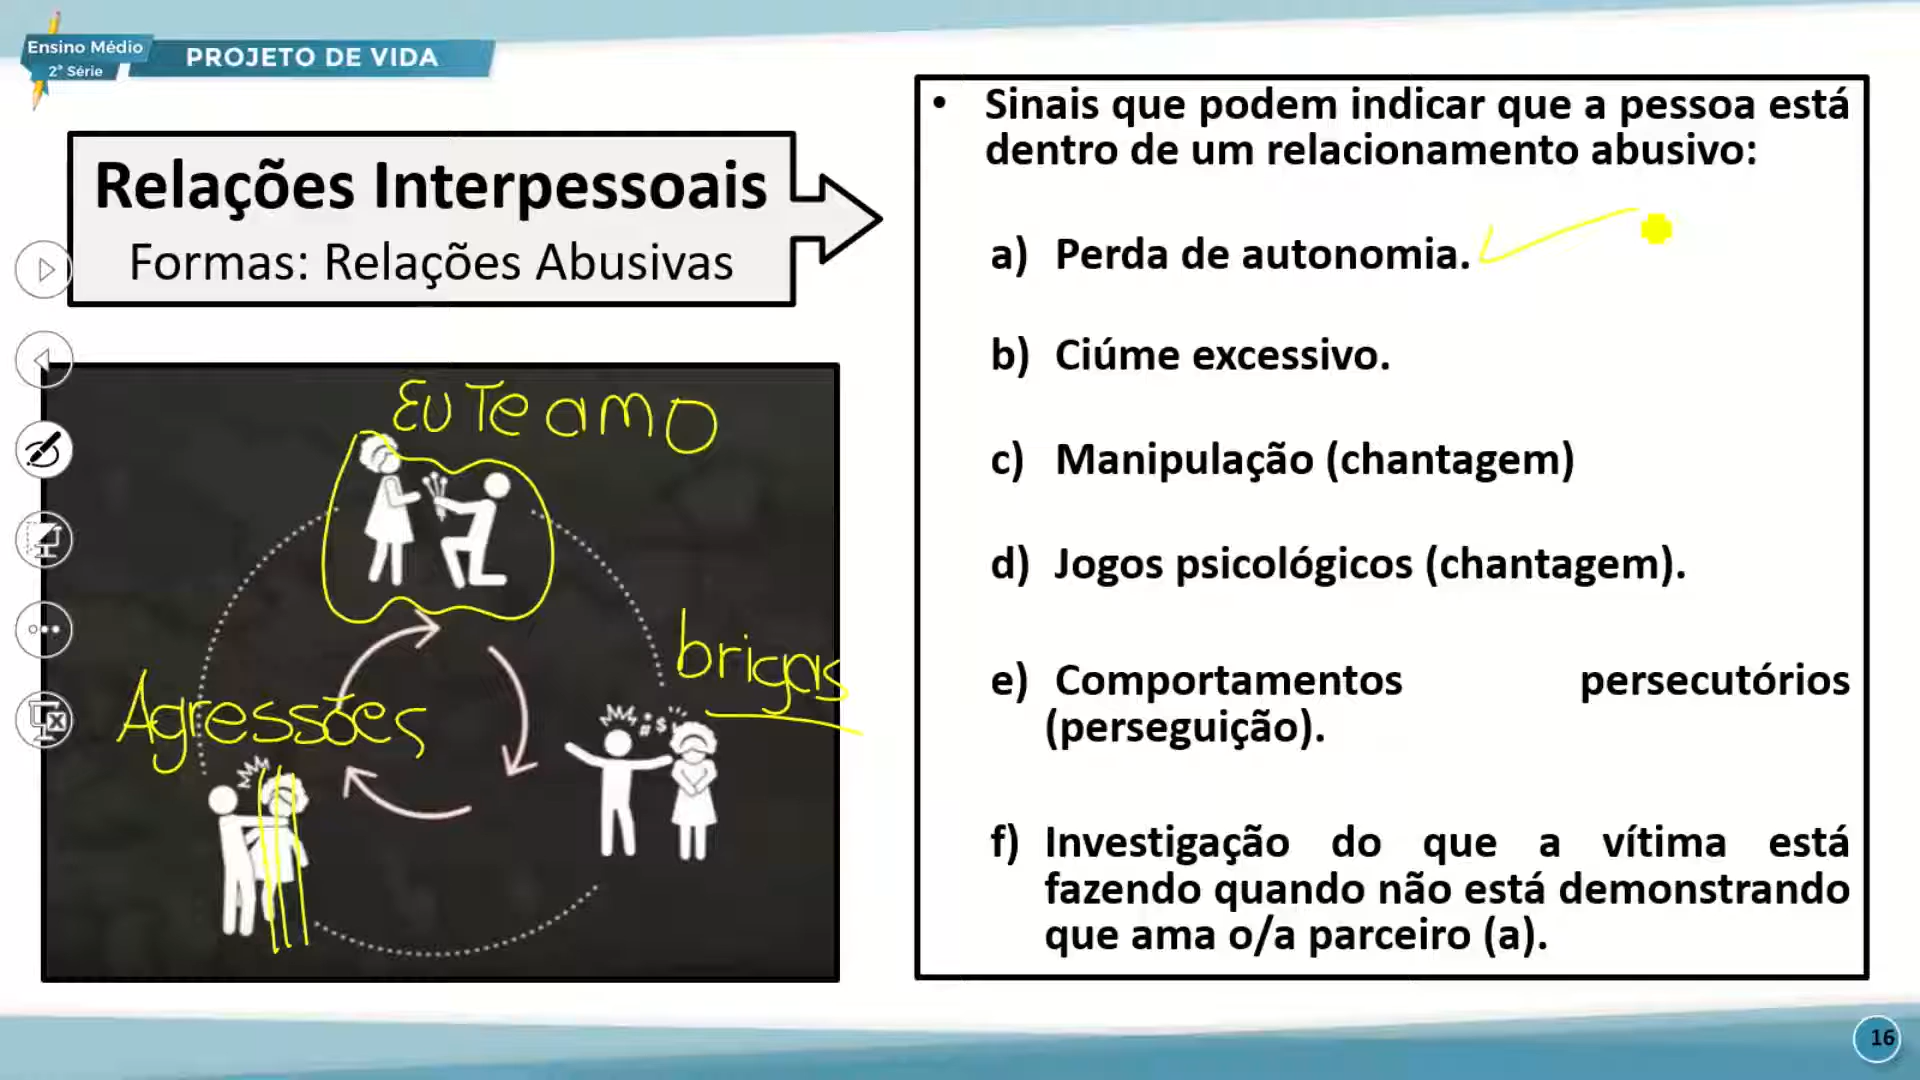 Ensino Médio
2ª Série
PROJETO DE VIDA
Relações Interpessoais
Formas: Relações Abusivas
EU Te amo
brigas
Agressões
#$!
• Sinais que podem indicar que a pessoa está
dentro de um relacionamento abusivo:
a) Perda de autonomia.
b) Ciúme excessivo.
c) Manipulação (chantagem)
d) Jogos psicológicos (chantagem).
e) Comportamentos persecutórios
(perseguição).
f) Investigação do que a vítima está
fazendo quando não está demonstrando
que ama o/a parceiro (a).
16